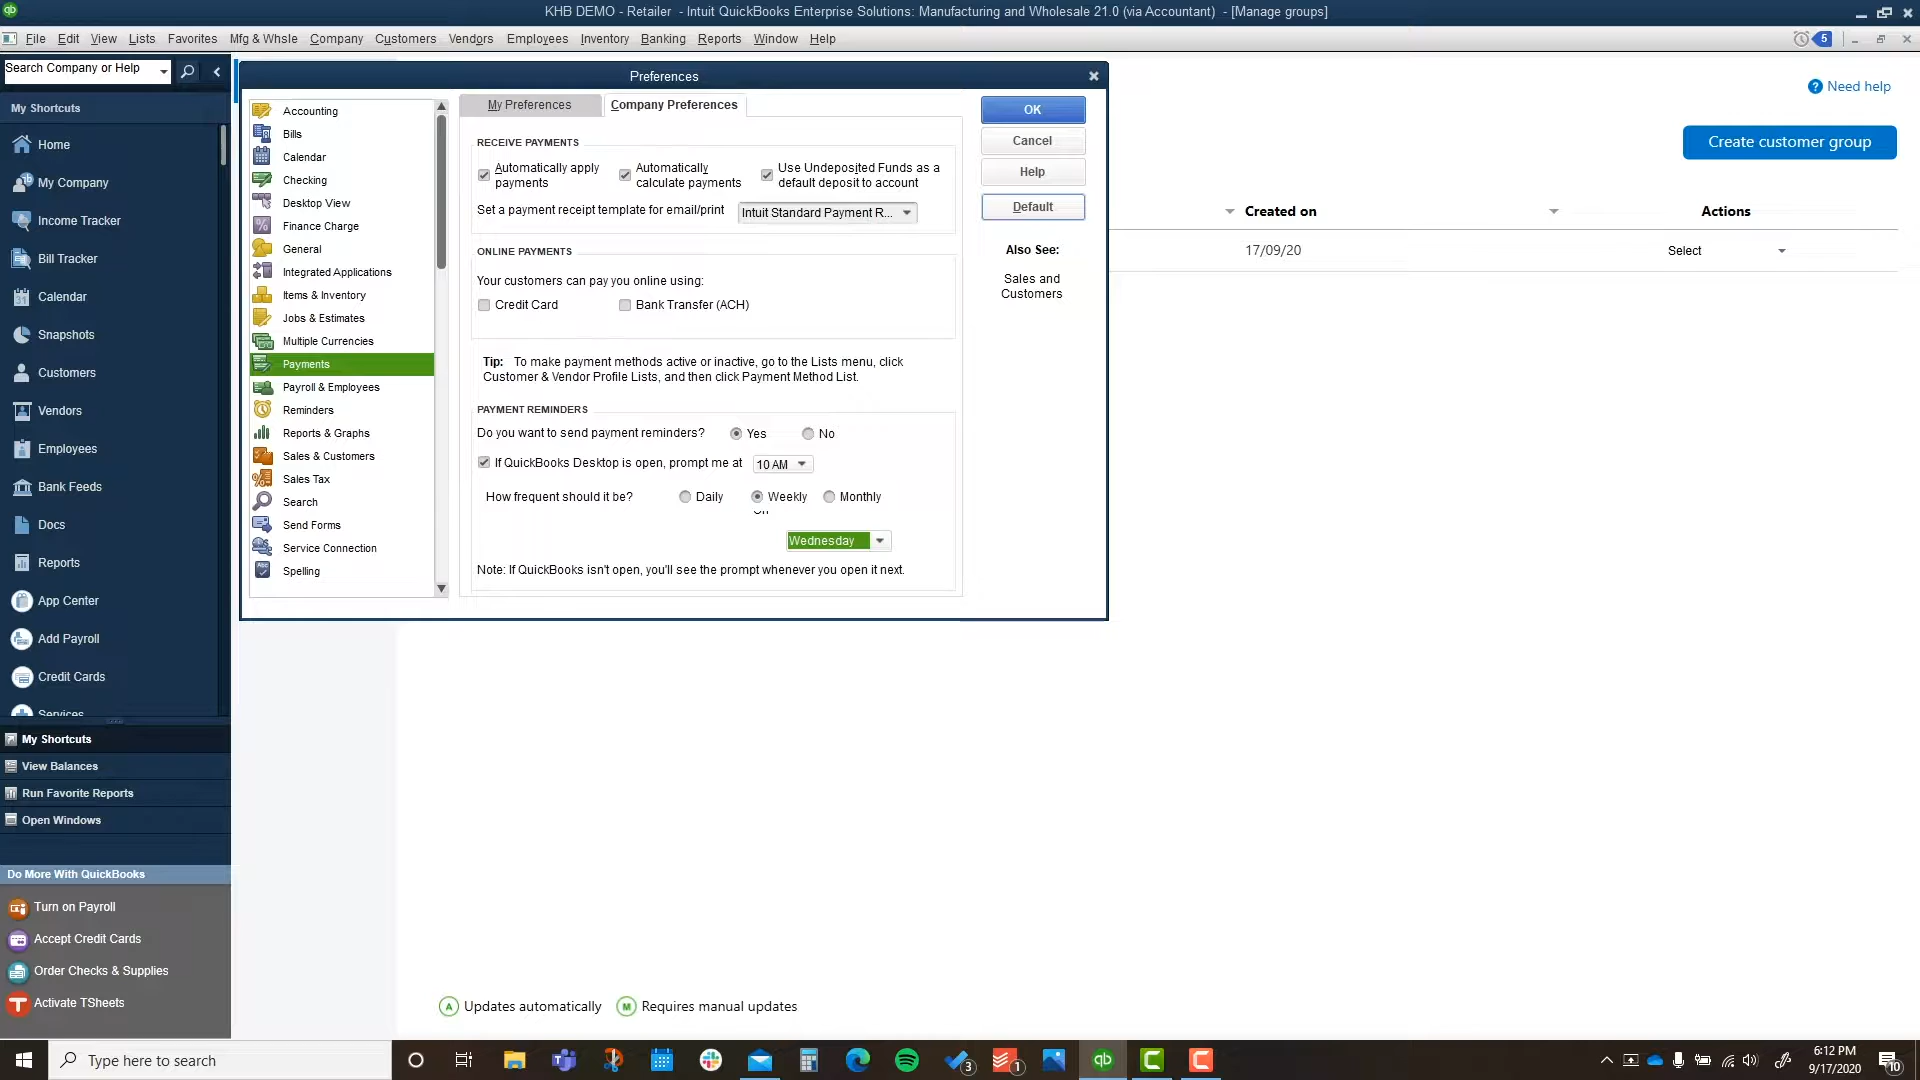 KHB DEMO - Retailer - Intuit QuickBooks Enterprise Solutions: Manufacturing and Wholesale 21.0 (via Accountant) - [Manage groups]
File Edit View Lists Favorites Mfg & Whsle Company Customers Vendors Employees Inventory Banking Reports Window Help
5
Search Company or Help
My Shortcuts
Home
My Company
Income Tracker
Bill Tracker
Calendar
Snapshots
Customers
Vendors
Employees
Bank Feeds
Docs
Reports
App Center
Add Payroll
Credit Cards
Services
My Shortcuts
View Balances
Run Favorite Reports
Open Windows
Do More With QuickBooks
Turn on Payroll
Accept Credit Cards
Order Checks & Supplies
Activate TSheets
Preferences
Accounting
Bills
Calendar
Checking
Desktop View
Finance Charge
General
Integrated Applications
Items & Inventory
Jobs & Estimates
Multiple Currencies
Payments
Payroll & Employees
Reminders
Reports & Graphs
Sales & Customers
Sales Tax
Search
Send Forms
Service Connection
Spelling
My Preferences
Company Preferences
RECEIVE PAYMENTS
Automatically apply payments
Automatically calculate payments
Use Undeposited Funds as a default deposit to account
Set a payment receipt template for email/print
Intuit Standard Payment R...
ONLINE PAYMENTS
Your customers can pay you online using:
Credit Card
Bank Transfer (ACH)
Tip: To make payment methods active or inactive, go to the Lists menu, click
Customer & Vendor Profile Lists, and then click Payment Method List.
PAYMENT REMINDERS
Do you want to send payment reminders? Yes No
If QuickBooks Desktop is open, prompt me at 10 AM
How frequent should it be? Daily Weekly Monthly
On
Wednesday
Note: If QuickBooks isn't open, you'll see the prompt whenever you open it next.
OK
Cancel
Help
Default
Also See:
Sales and
Customers
Need help
Create customer group
Created on
Actions
17/09/20
Select
A Updates automatically
M Requires manual updates
Type here to search
3
1
6:12 PM
9/17/2020
10